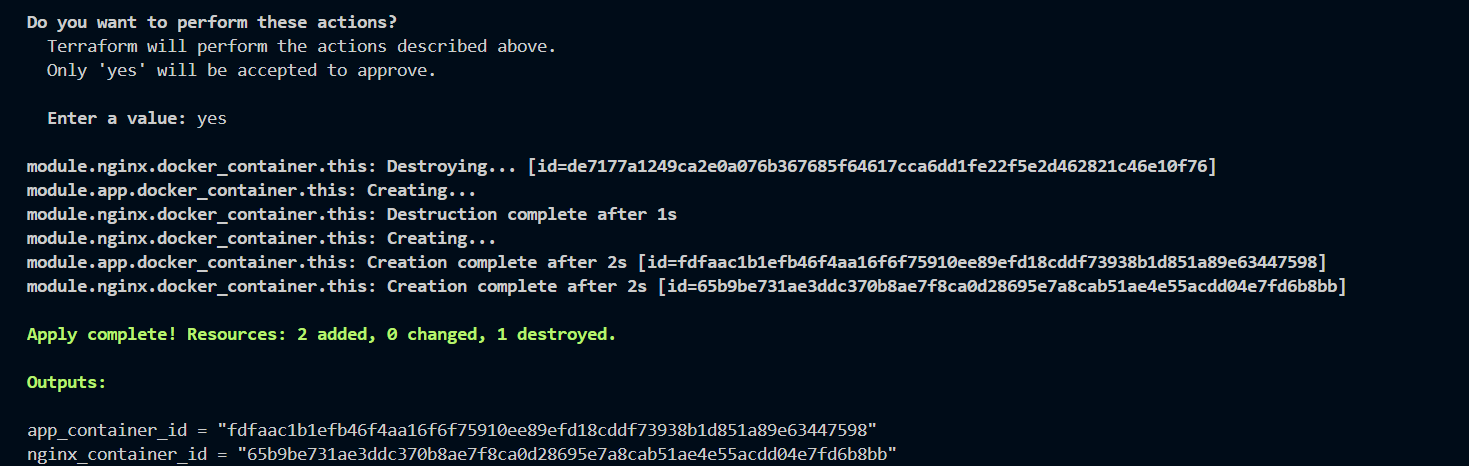 Do you want to perform these actions?
Terraform will perform the actions described above.
Only 'yes' will be accepted to approve.
Enter a value: yes
module.nginx.docker_container.this: Destroying... [id=de7177a1249ca2e0a076b367685f64617cca6dd1fe22f5e2d462821c46e10f76]
module.app.docker_container.this: Creating...
module.nginx.docker_container.this: Destruction complete after 1s
module.nginx.docker_container.this: Creating...
module.app.docker_container.this: Creation complete after 2s [id=fdfaac1b1efb46f4aa16f6f75910ee89efd18cddf73938b1d851a89e63447598]
module.nginx.docker_container.this: Creation complete after 2s [id=65b9be731ae3ddc370b8ae7f8ca0d28695e7a8cab51ae4e55acdd04e7fd6b8bb]
Apply complete! Resources: 2 added, 0 changed, 1 destroyed.
Outputs:
app_container_id = "fdfaac1b1efb46f4aa16f6f75910ee89efd18cddf73938b1d851a89e63447598"
nginx_container_id = "65b9be731ae3ddc370b8ae7f8ca0d28695e7a8cab51ae4e55acdd04e7fd6b8bb"